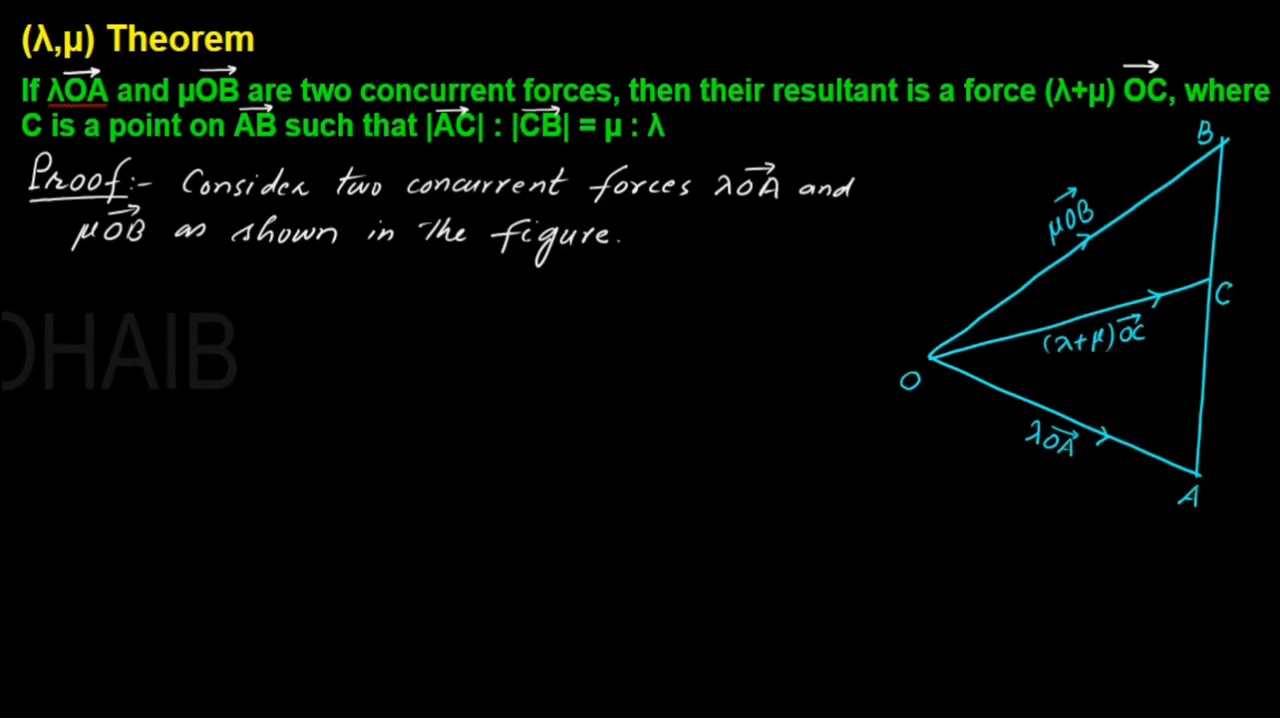 (λ,μ) Theorem
If λOA⃗ and μOB⃗ are two concurrent forces, then their resultant is a force (λ+μ) OC⃗, where
C is a point on AB⃗ such that |AC⃗| : |CB⃗| = μ : λ
Proof:- Consider two concurrent forces λOA⃗ and
μOB⃗ as shown in the figure.
B
μOB⃗
C
(λ+μ)OC⃗
O
λOA⃗
A
OHAIB